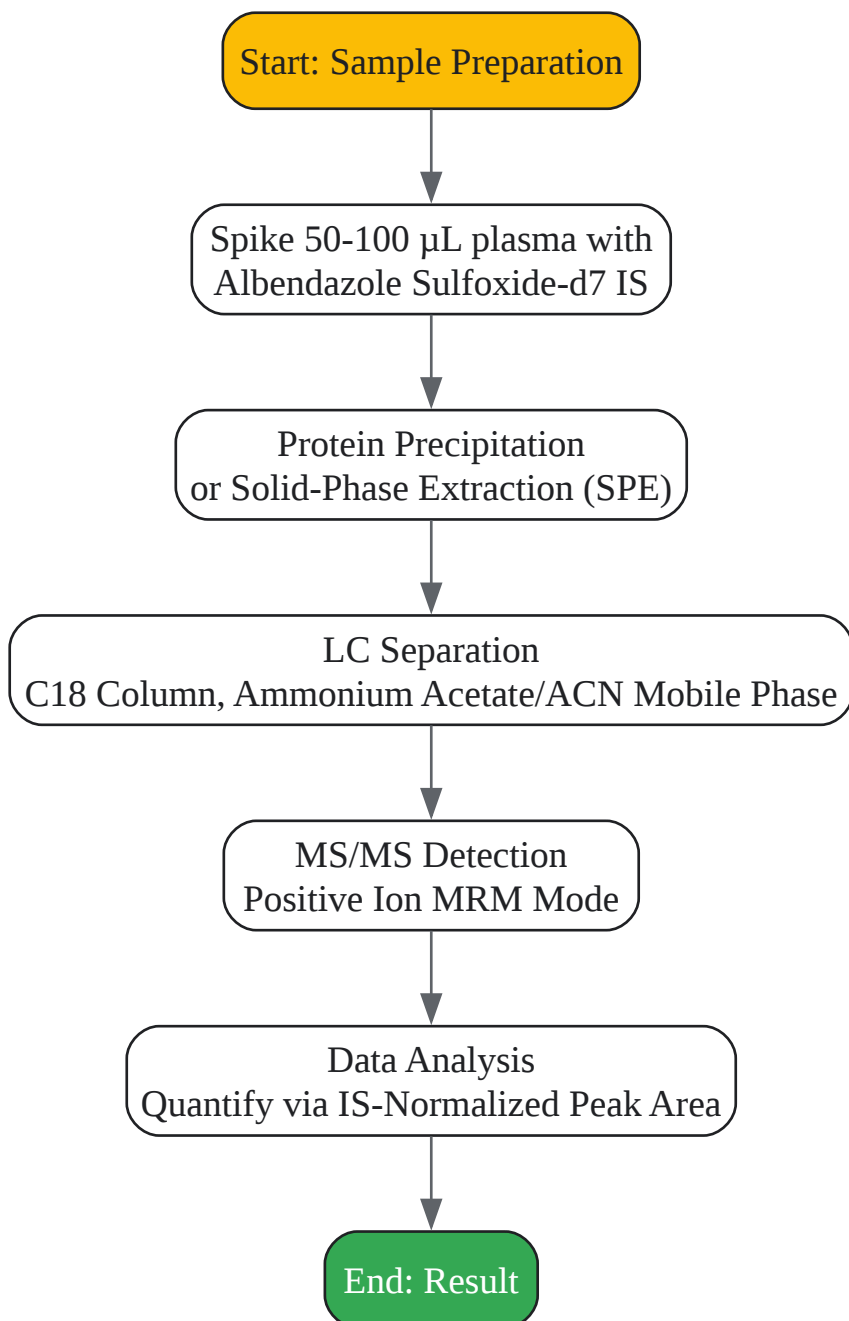 Start: Sample Preparation
Spike 50-100 µL plasma with
Albendazole Sulfoxide-d7 IS
Protein Precipitation
or Solid-Phase Extraction (SPE)
LC Separation
C18 Column, Ammonium Acetate/ACN Mobile Phase
MS/MS Detection
Positive Ion MRM Mode
Data Analysis
Quantify via IS-Normalized Peak Area
End: Result